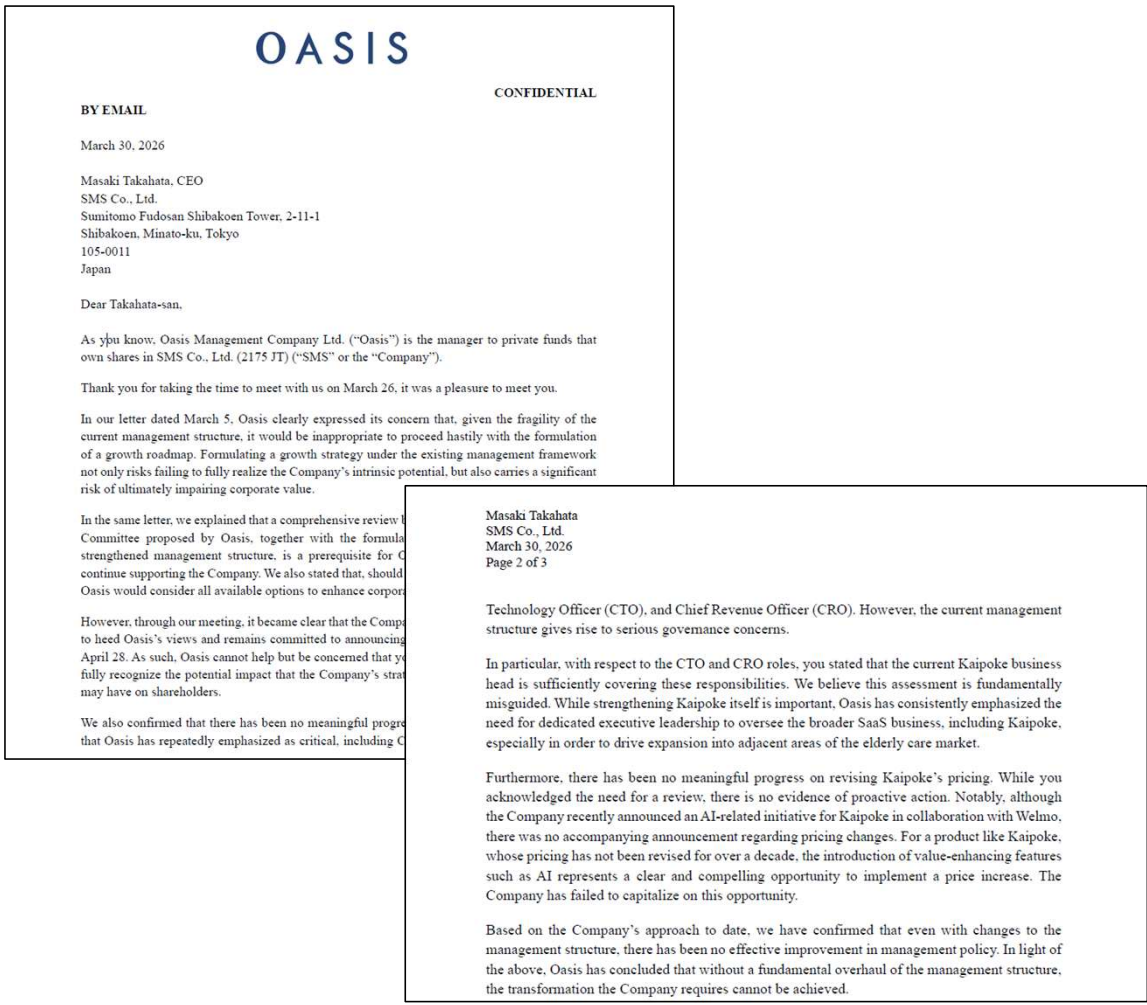 OASIS
CONFIDENTIAL
BY EMAIL
March 30, 2026
Masaki Takahata, CEO
SMS Co., Ltd.
Sumitomo Fudosan Shibakoen Tower, 2-11-1
Shibakoen, Minato-ku, Tokyo
105-0011
Japan
Dear Takahata-san,
As you know, Oasis Management Company Ltd. (“Oasis”) is the manager to private funds that
own shares in SMS Co., Ltd. (2175 JT) (“SMS” or the “Company”).
Thank you for taking the time to meet with us on March 26, it was a pleasure to meet you.
In our letter dated March 5, Oasis clearly expressed its concern that, given the fragility of the
current management structure, it would be inappropriate to proceed hastily with the formulation
of a growth roadmap. Formulating a growth strategy under the existing management framework
not only risks failing to fully realize the Company’s intrinsic potential, but also carries a significant
risk of ultimately impairing corporate value.
In the same letter, we explained that a comprehensive review
Committee proposed by Oasis, together with the
strengthened management structure, is a prerequisite for
continue supporting the Company. We also stated that, should
Oasis would consider all available options to enhance
However, through our meeting, it became clear that the
to heed Oasis’s views and remains committed to announcing
April 28. As such, Oasis cannot help but be concerned that
fully recognize the potential impact that the Company’s
may have on shareholders.
We also confirmed that there has been no meaningful
that Oasis has repeatedly emphasized as critical, including
Masaki Takahata
SMS Co., Ltd.
March 30, 2026
Page 2 of 3
Technology Officer (CTO), and Chief Revenue Officer (CRO). However, the current management
structure gives rise to serious governance concerns.
In particular, with respect to the CTO and CRO roles, you stated that the current Kaipoke business
head is sufficiently covering these responsibilities. We believe this assessment is fundamentally
misguided. While strengthening Kaipoke itself is important, Oasis has consistently emphasized the
need for dedicated executive leadership to oversee the broader SaaS business, including Kaipoke,
especially in order to drive expansion into adjacent areas of the elderly care market.
Furthermore, there has been no meaningful progress on revising Kaipoke’s pricing. While you
acknowledged the need for a review, there is no evidence of proactive action. Notably, although
the Company recently announced an AI-related initiative for Kaipoke in collaboration with Welmo,
there was no accompanying announcement regarding pricing changes. For a product like Kaipoke,
whose pricing has not been revised for over a decade, the introduction of value-enhancing features
such as AI represents a clear and compelling opportunity to implement a price increase. The
Company has failed to capitalize on this opportunity.
Based on the Company’s approach to date, we have confirmed that even with changes to the
management structure, there has been no effective improvement in management policy. In light of
the above, Oasis has concluded that without a fundamental overhaul of the management structure,
the transformation the Company requires cannot be achieved.